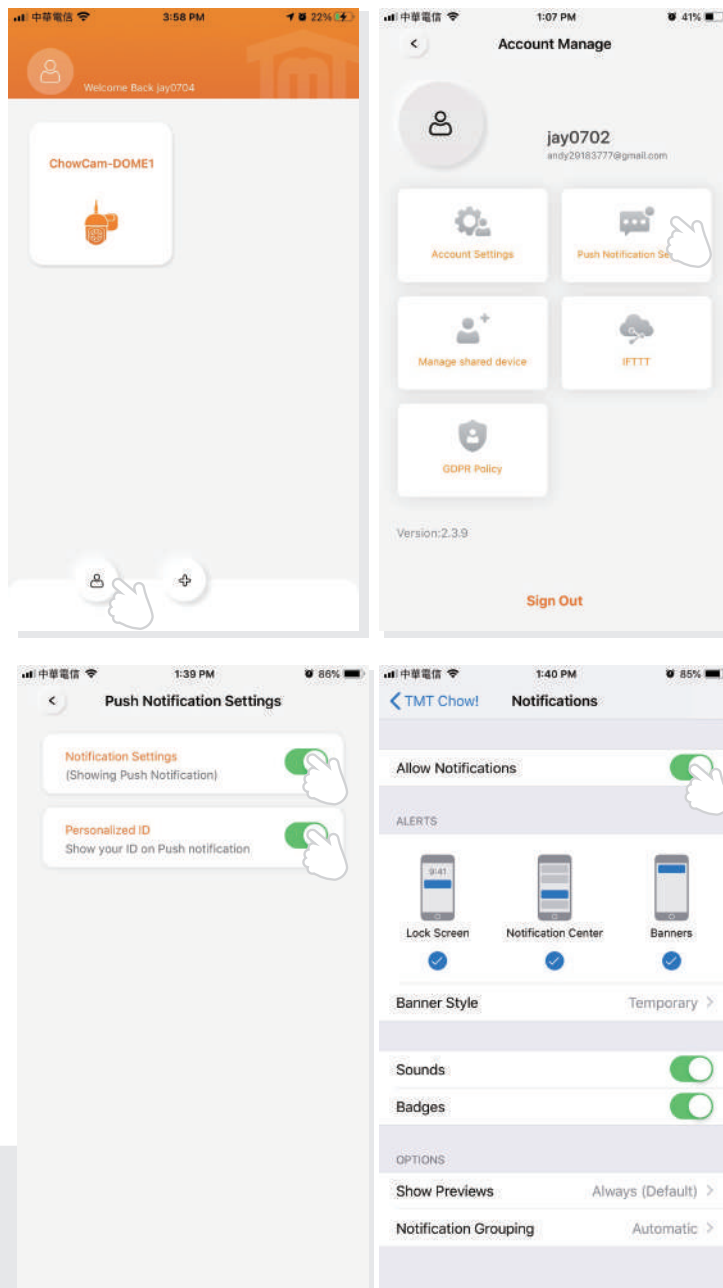 中華電信
3:58 PM
22%
Welcome Back jay0704
ChowCam-DOME1
中華電信
1:07 PM
41%
Account Manage
jay0702
andy29183777@gmail.com
Account Settings
Push Notification Se
Manage shared device
IFTTT
GDPR Policy
Version:2.3.9
Sign Out
中華電信
1:39 PM
86%
Push Notification Settings
Notification Settings
(Showing Push Notification)
Personalized ID
Show your ID on Push notification
中華電信
1:40 PM
85%
TMT Chow!
Notifications
Allow Notifications
ALERTS
9:41
Lock Screen
Notification Center
Banners
Banner Style
Temporary
Sounds
Badges
OPTIONS
Show Previews
Always (Default)
Notification Grouping
Automatic